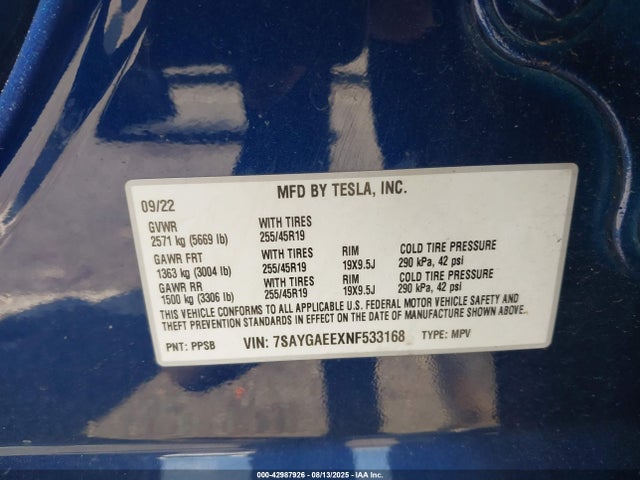 MFD BY TESLA, INC.
09/22
GVWR WITH TIRES
2571 kg (5669 lb) 255/45R19
GAWR FRT WITH TIRES RIM COLD TIRE PRESSURE
1363 kg (3004 lb) 255/45R19 19X9.5J 290 kPa, 42 psi
GAWR RR WITH TIRES RIM COLD TIRE PRESSURE
1500 kg (3306 lb) 255/45R19 19X9.5J 290 kPa, 42 psi
THIS VEHICLE CONFORMS TO ALL APPLICABLE U.S. FEDERAL MOTOR VEHICLE SAFETY AND
THEFT PREVENTION STANDARDS IN EFFECT ON THE DATE OF MANUFACTURE SHOWN ABOVE.
PNT: PPSB VIN: 7SAYGAEEXNF533168 TYPE: MPV
000-42987926 - 08/13/2025 - IAA Inc.